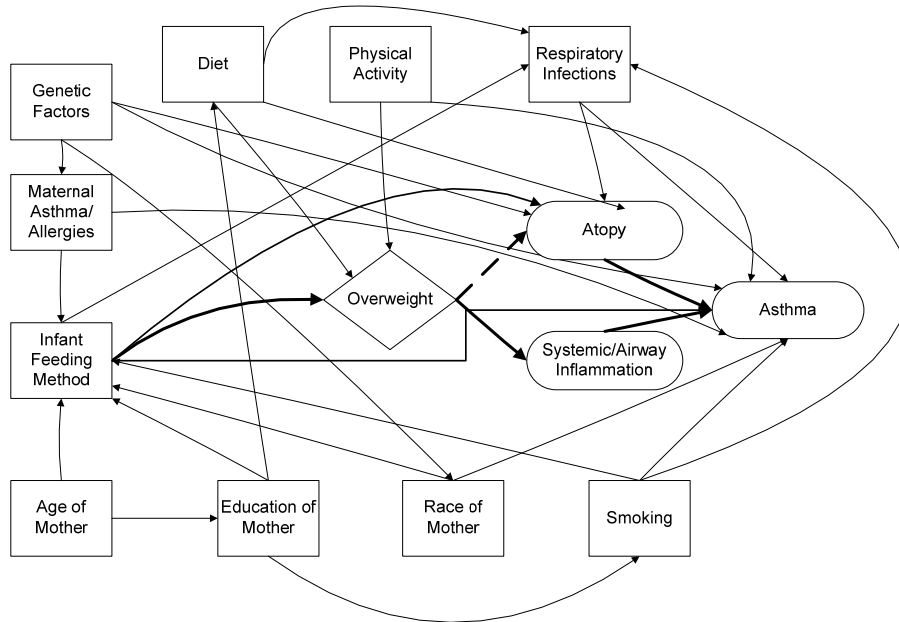 Diet
Physical
Activity
Respiratory
Infections
Genetic
Factors
Maternal
Asthma/
Allergies
Atopy
Overweight
Asthma
Infant
Feeding
Method
Systemic/Airway
Inflammation
Age of
Mother
Education of
Mother
Race of
Mother
Smoking